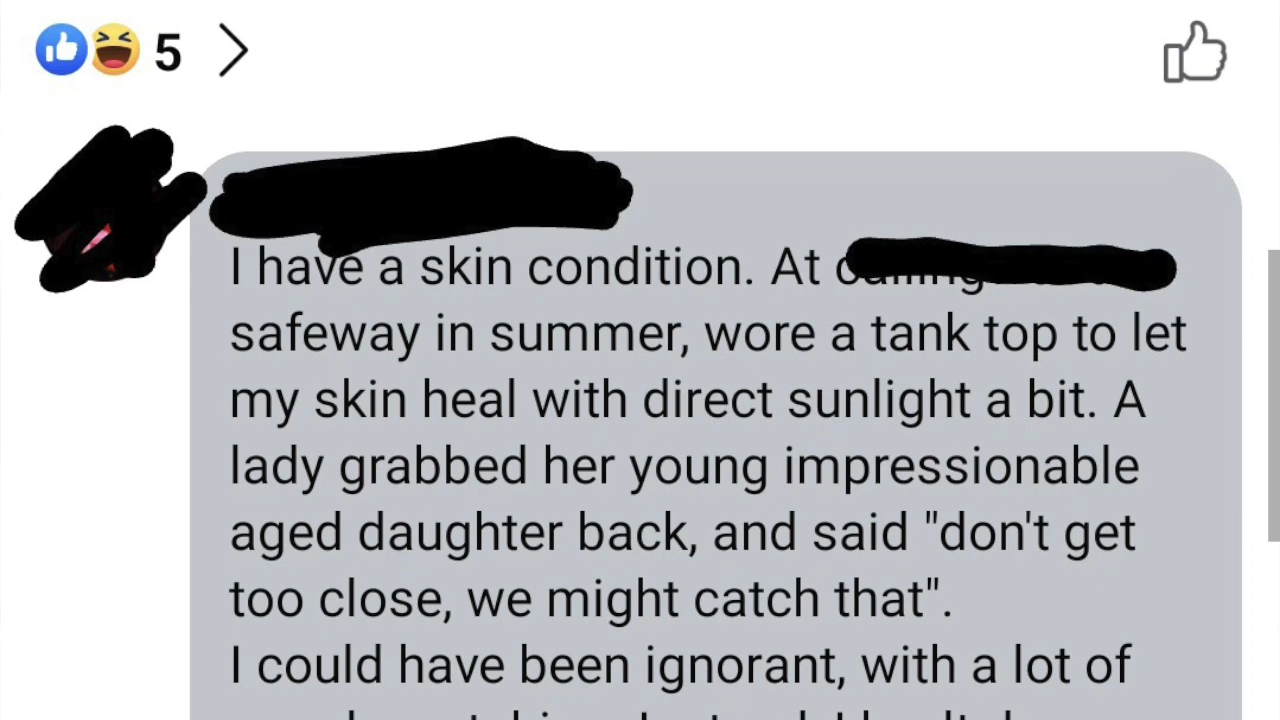 5
I have a skin condition. At
safeway in summer, wore a tank top to let
my skin heal with direct sunlight a bit. A
lady grabbed her young impressionable
aged daughter back, and said "don't get
too close, we might catch that".
I could have been ignorant, with a lot of